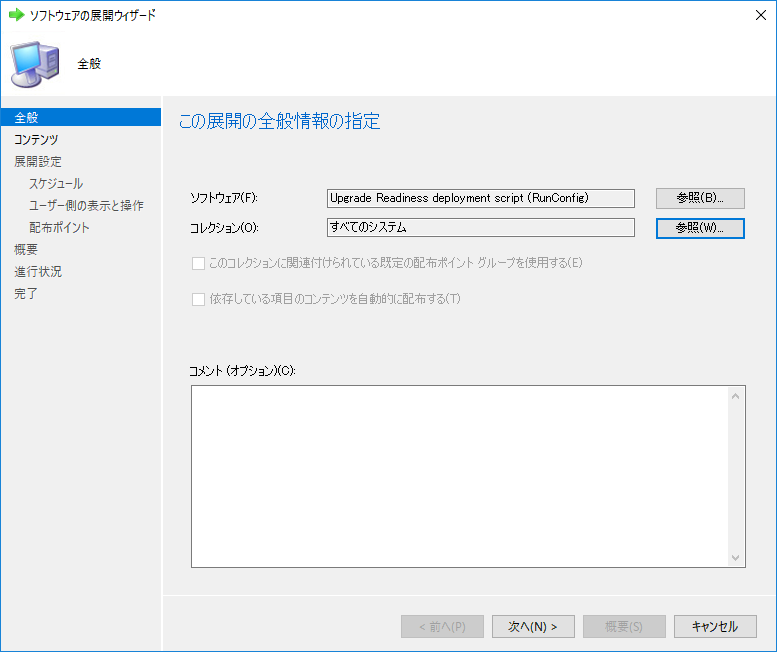 ソフトウェアの展開ウィザード
全般
全般
コンテンツ
展開設定
スケジュール
ユーザー側の表示と操作
配布ポイント
概要
進行状況
完了
この展開の全般情報の指定
ソフトウェア(F): Upgrade Readiness deployment script (RunConfig) 参照(B)...
コレクション(O): すべてのシステム 参照(W)...
このコレクションに関連付けられている既定の配布ポイント グループを使用する(E)
依存している項目のコンテンツを自動的に配布する(T)
コメント (オプション)(C):
< 前へ(P) 次へ(N) > 概要(S) キャンセル